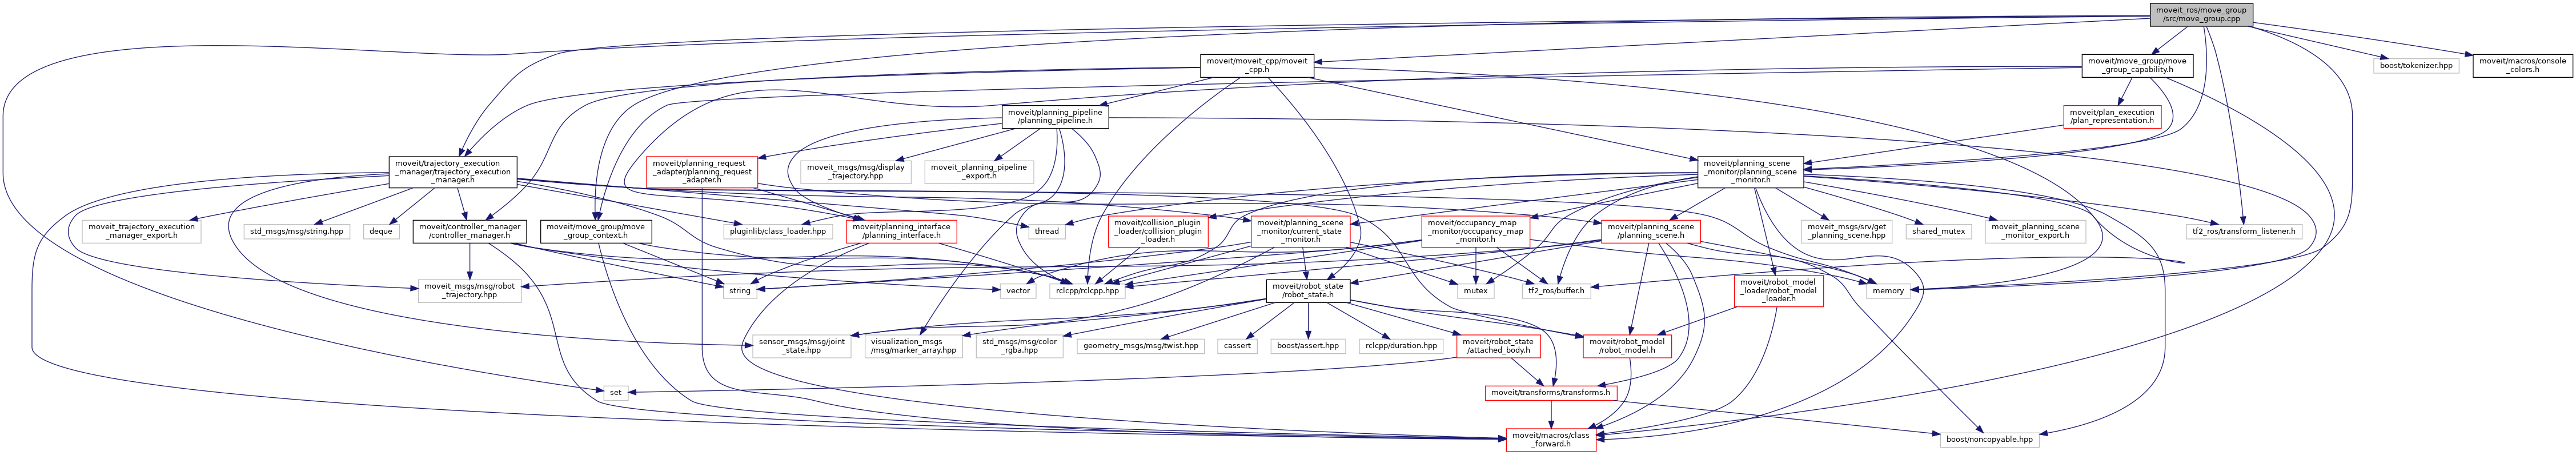 moveit_ros/move_group
/src/move_group.cpp
moveit/moveit_cpp/moveit
_cpp.h
moveit/move_group/move
_group_capability.h
boost/tokenizer.hpp
moveit/macros/console
_colors.h
moveit/planning_pipeline
/planning_pipeline.h
moveit/plan_execution
/plan_representation.h
moveit/trajectory_execution
_manager/trajectory_execution
_manager.h
moveit/planning_request
_adapter/planning_request
_adapter.h
moveit_msgs/msg/display
_trajectory.hpp
moveit_planning_pipeline
_export.h
moveit/planning_scene
_monitor/planning_scene
_monitor.h
moveit_trajectory_execution
_manager_export.h
std_msgs/msg/string.hpp
deque
moveit/controller_manager
/controller_manager.h
moveit/move_group/move
_group_context.h
pluginlib/class_loader.hpp
moveit/planning_interface
/planning_interface.h
thread
moveit/collision_plugin
_loader/collision_plugin
_loader.h
moveit/planning_scene
_monitor/current_state
_monitor.h
moveit/occupancy_map
_monitor/occupancy_map
_monitor.h
moveit/planning_scene
/planning_scene.h
moveit_msgs/srv/get
_planning_scene.hpp
shared_mutex
moveit_planning_scene
_monitor_export.h
tf2_ros/transform_listener.h
moveit_msgs/msg/robot
_trajectory.hpp
string
vector
rclcpp/rclcpp.hpp
moveit/robot_state
/robot_state.h
mutex
tf2_ros/buffer.h
moveit/robot_model
_loader/robot_model
_loader.h
memory
sensor_msgs/msg/joint
_state.hpp
visualization_msgs
/msg/marker_array.hpp
std_msgs/msg/color
_rgba.hpp
geometry_msgs/msg/twist.hpp
cassert
boost/assert.hpp
rclcpp/duration.hpp
moveit/robot_state
/attached_body.h
moveit/robot_model
/robot_model.h
set
moveit/transforms/transforms.h
moveit/macros/class
_forward.h
boost/noncopyable.hpp